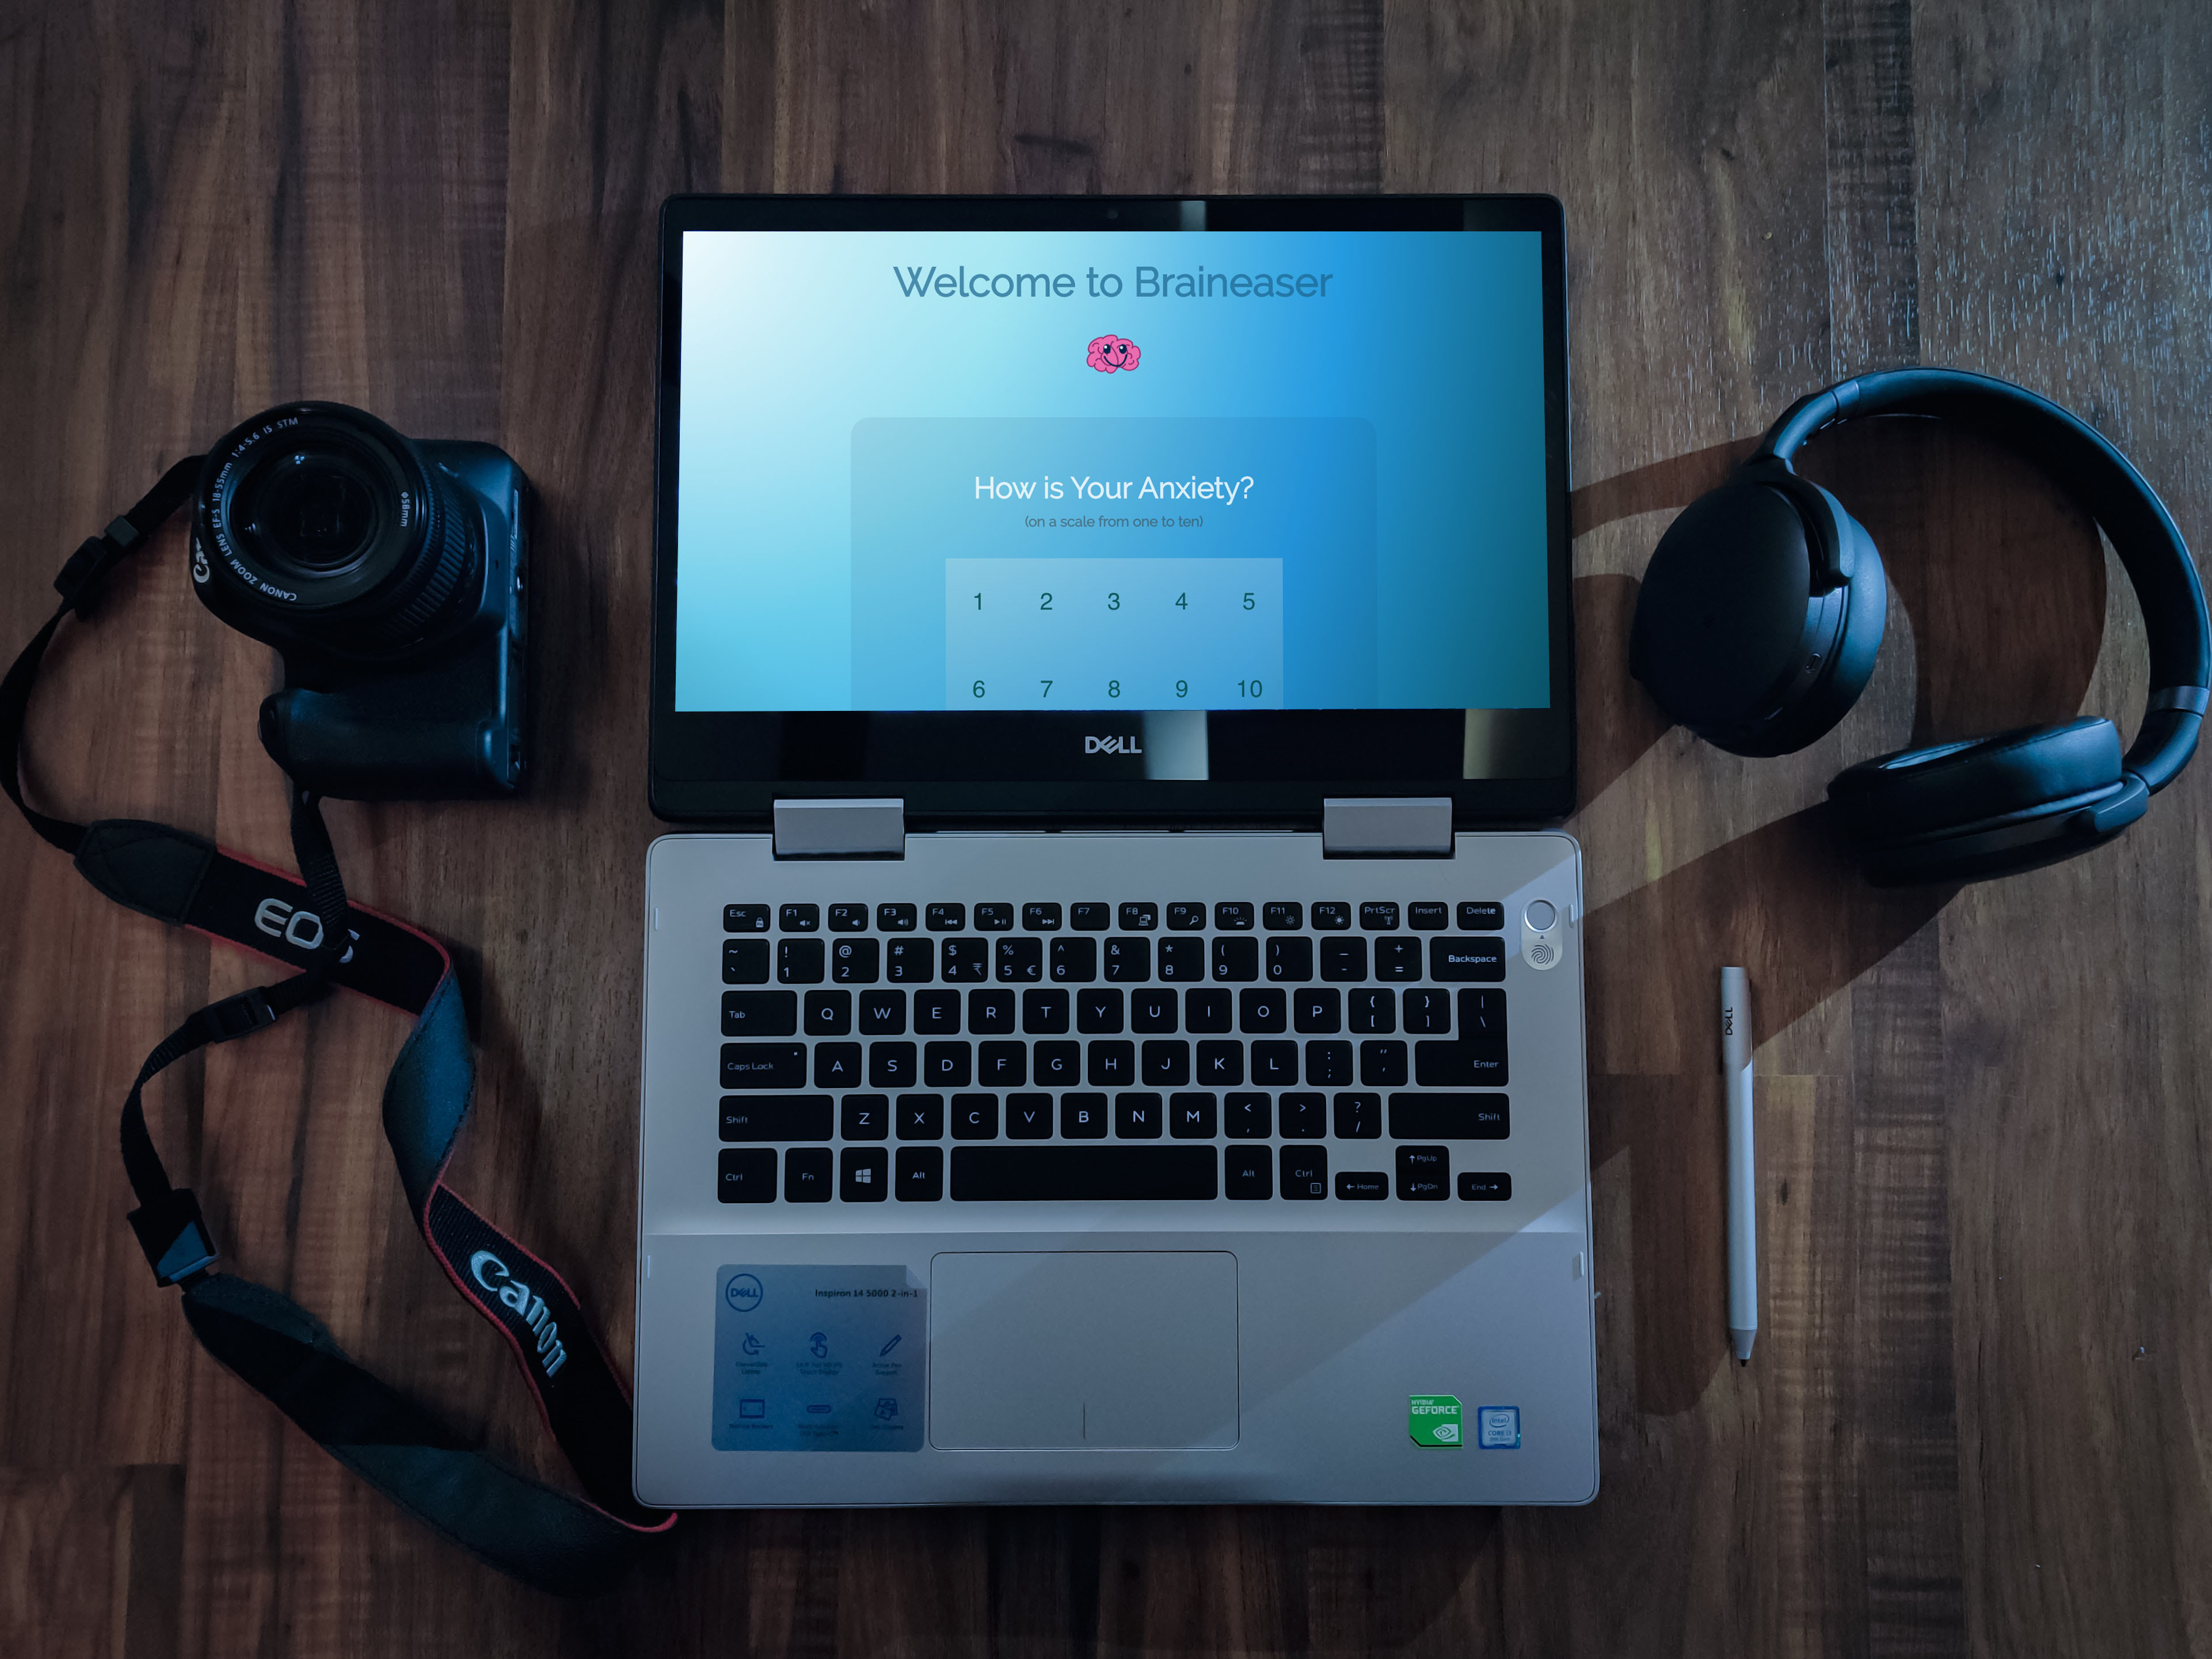 Welcome to Braineaser
How is Your Anxiety?
(on a scale from one to ten)
1 2 3 4 5
6 7 8 9 10
DELL
CANON ZOOM LENS EF-S 18-55mm 1:4-5.6 IS STM
⌀58mm
EOS
Canon
Esc F1 F2 F3 F4 F5 F6 F7 F8 F9 F10 F11 F12 PrtScr Insert Delete
~ ! @ # $ % ^ & * ( ) _ +
` 1 2 3 4 ₹ 5 € 6 7 8 9 0 - = Backspace
Tab Q W E R T Y U I O P { } |
[ ] \
Caps Lock A S D F G H J K L : " Enter
; '
Shift Z X C V B N M < > ? Shift
, . /
Ctrl Fn Alt Alt Ctrl ← Home ↑ PgUp End →
↓ PgDn
DELL
Inspiron 14 5000 2-in-1
NVIDIA
GEFORCE
intel
CORE i3
DELL